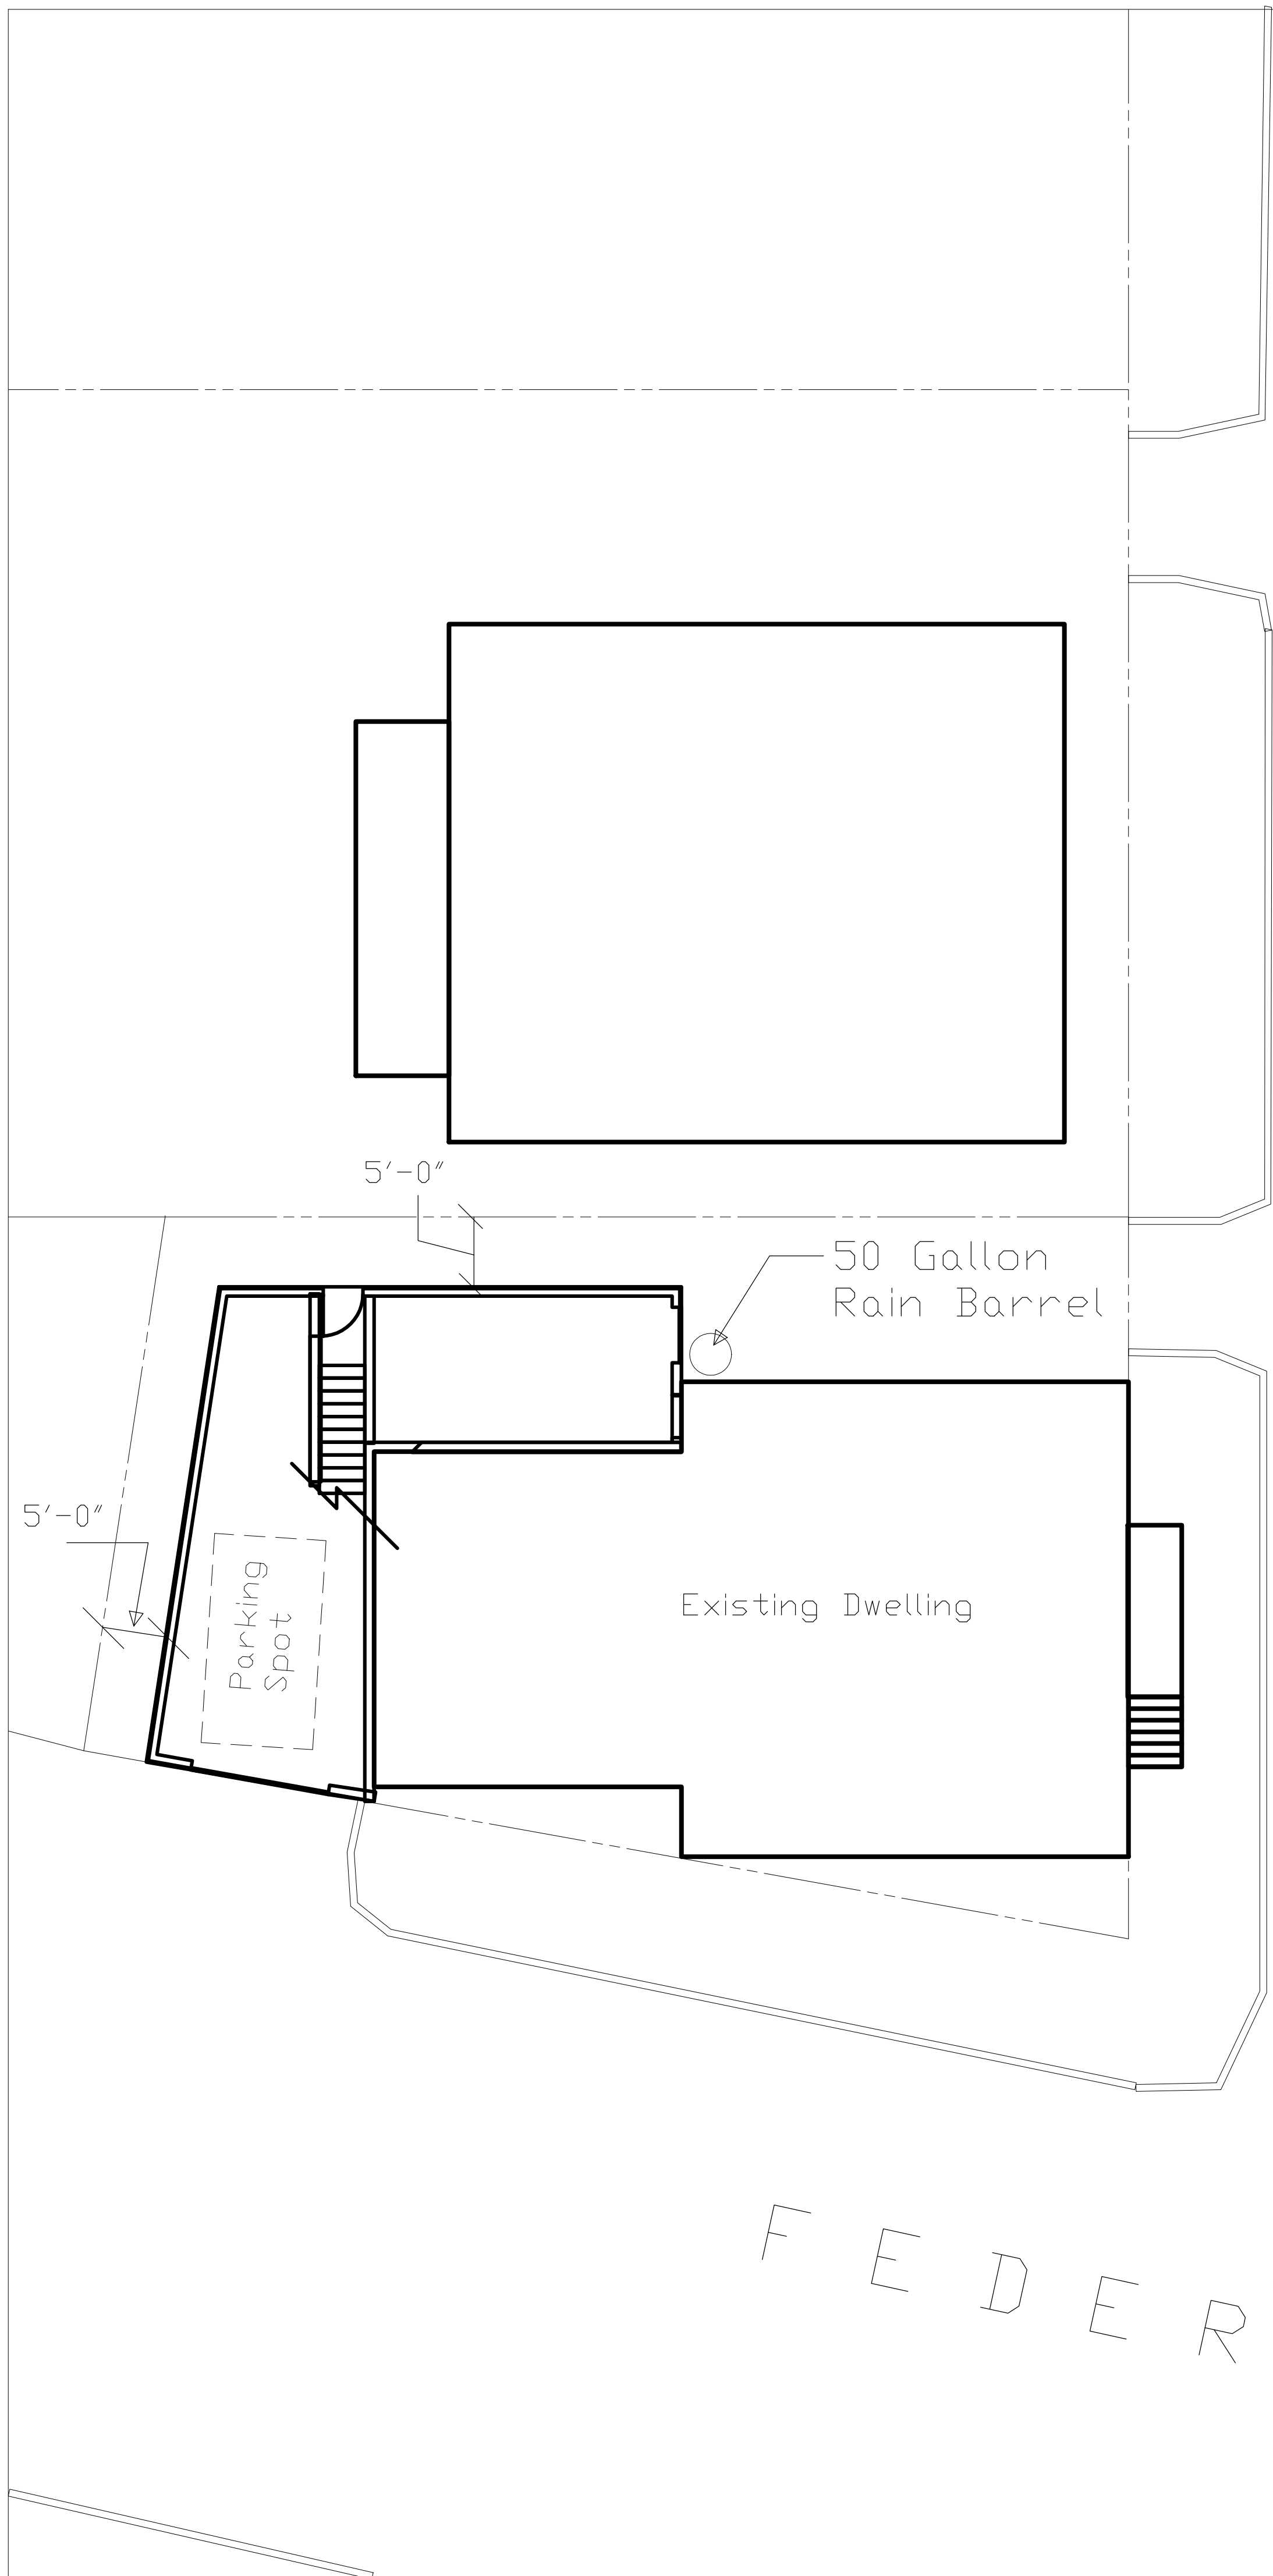 5'-0"
50 Gallon
Rain Barrel
5'-0"
Existing Dwelling
Parking
Spot
FEDER